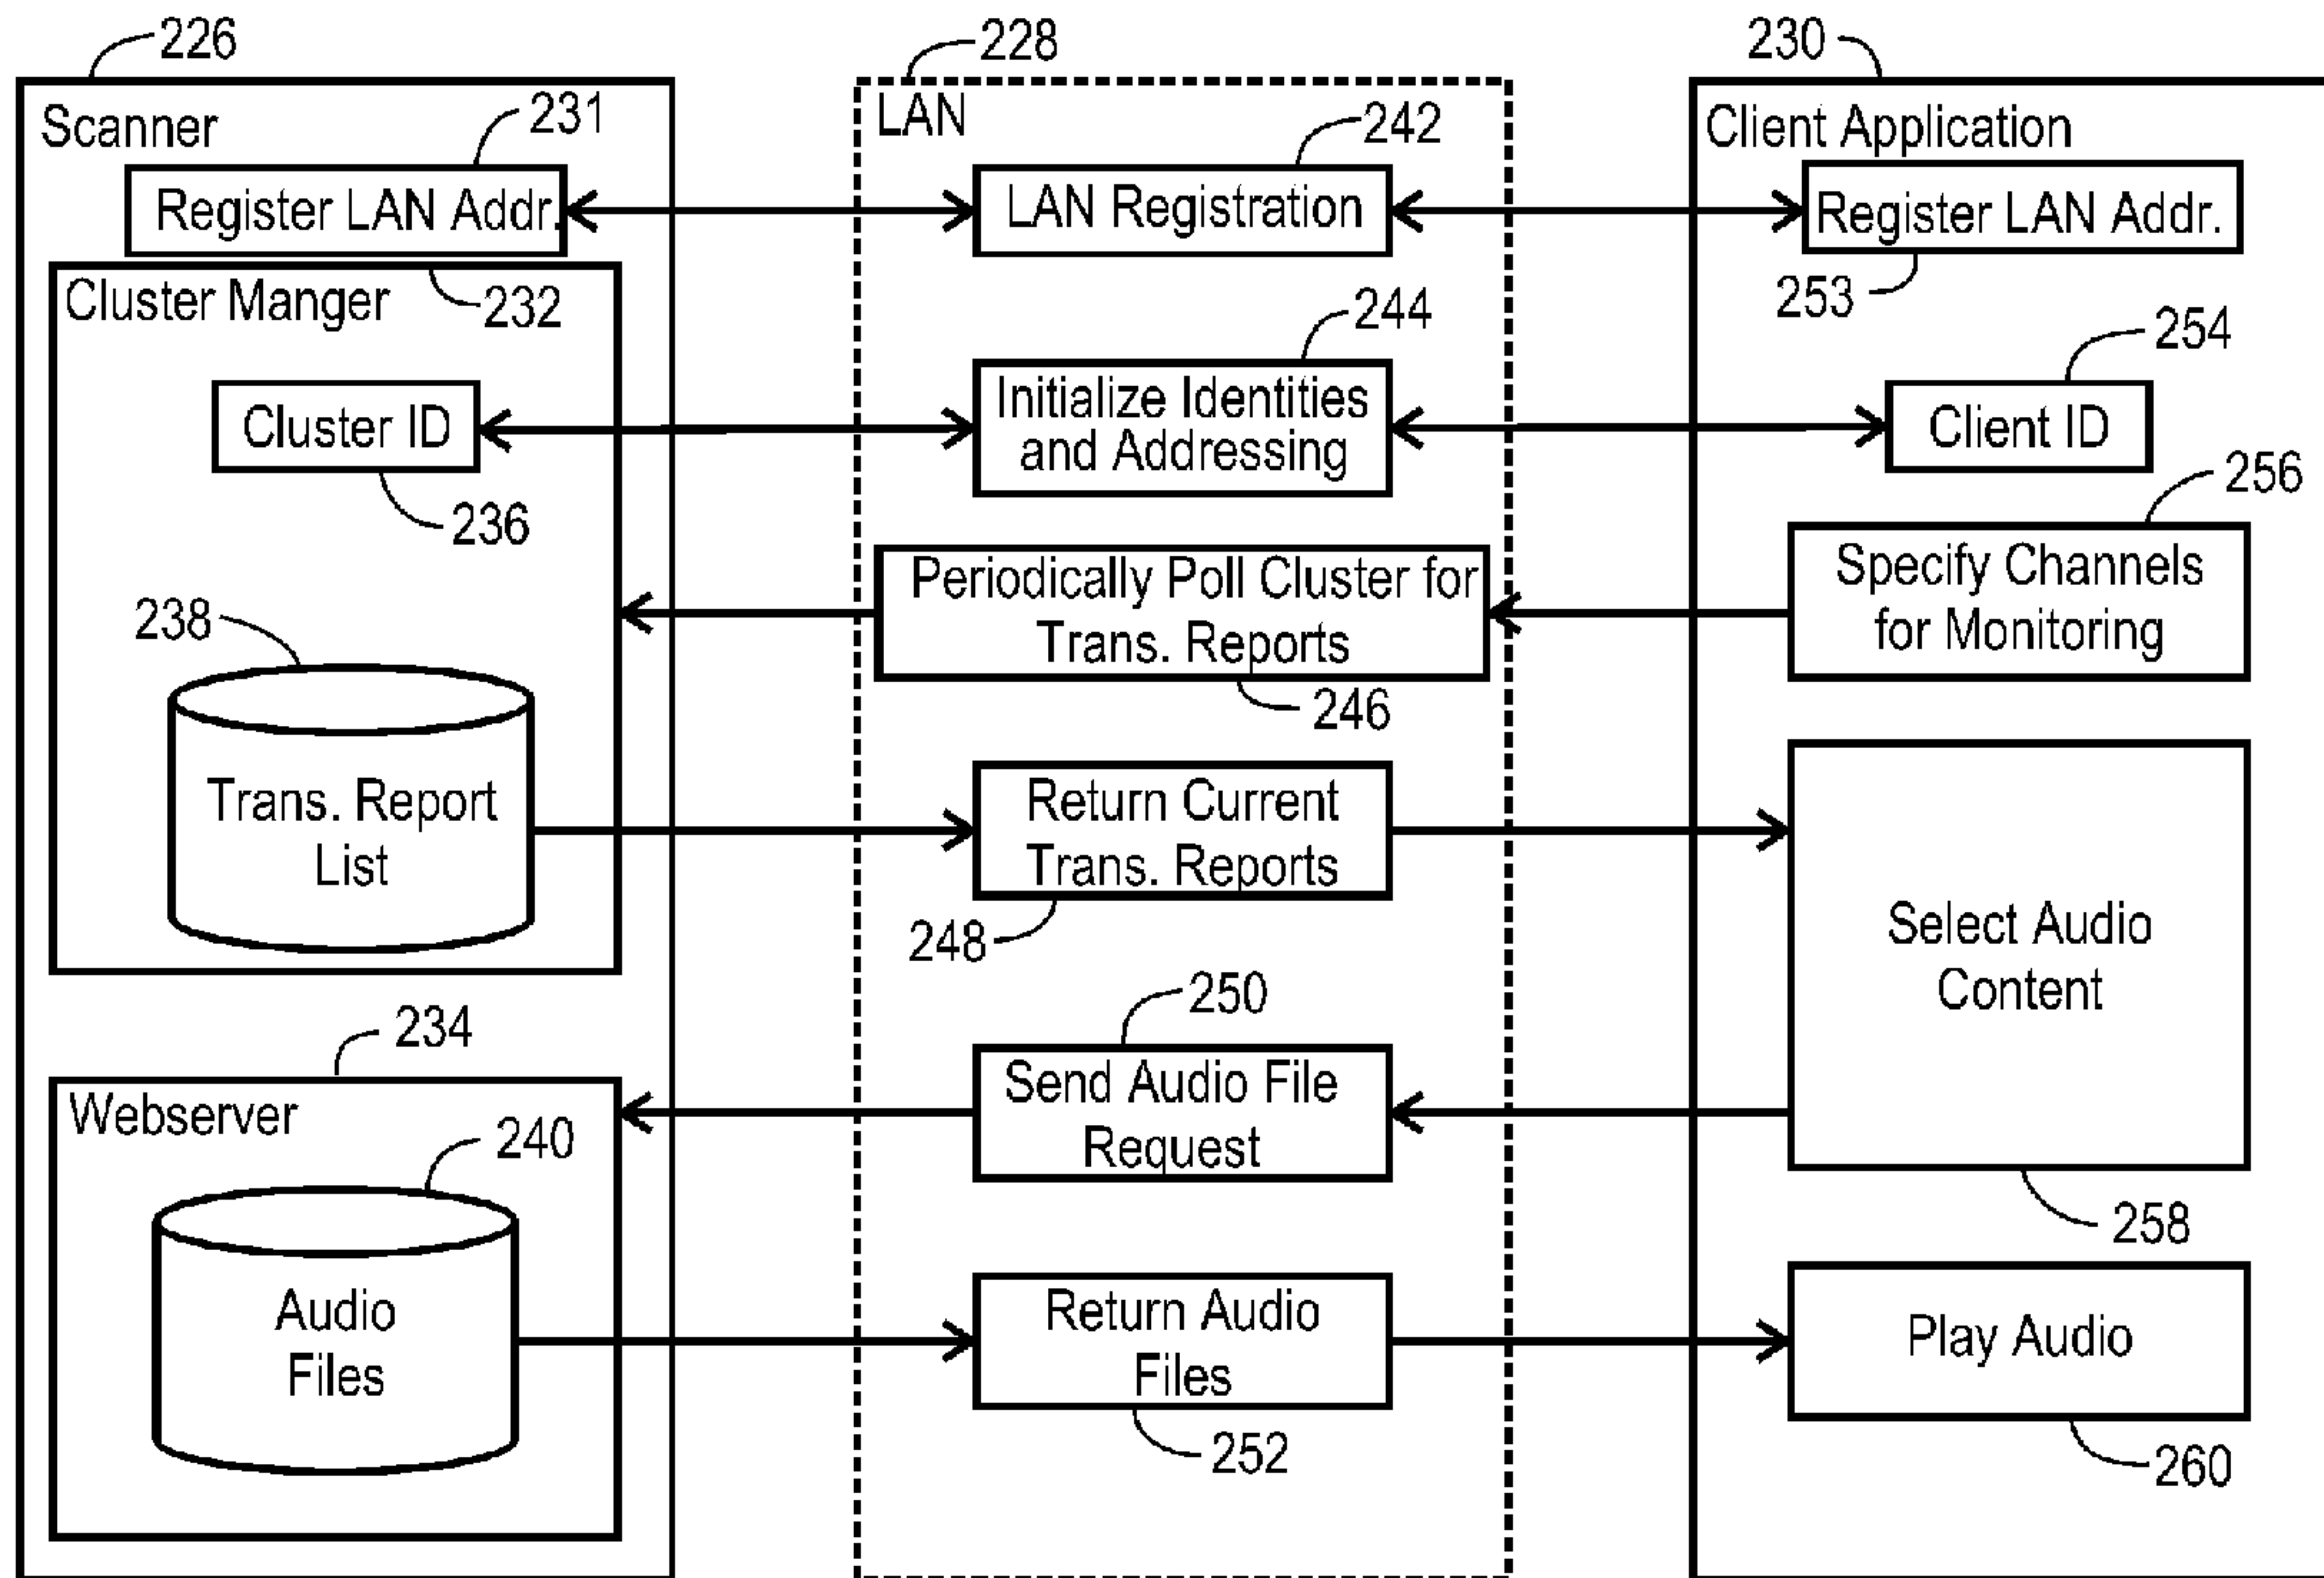 226
228
230
Scanner
231
LAN
242
Client Application
Register LAN Addr.
LAN Registration
Register LAN Addr.
Cluster Manger
232
253
244
254
Cluster ID
Initialize Identities
and Addressing
Client ID
236
256
Periodically Poll Cluster for
Trans. Reports
Specify Channels
for Monitoring
238
246
Trans. Report
List
Return Current
Trans. Reports
248
Select Audio
Content
234
250
Webserver
240
Send Audio File
Request
258
Audio
Files
Return Audio
Files
Play Audio
252
260